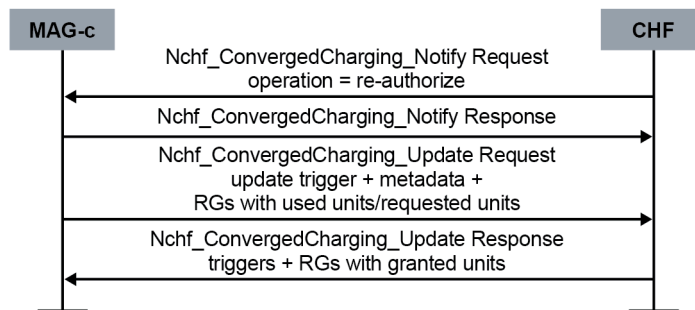 MAG-c
CHF
Nchf_ConvergedCharging_Notify Request
operation = re-authorize
Nchf_ConvergedCharging_Notify Response
Nchf_ConvergedCharging_Update Request
update trigger + metadata +
RGs with used units/requested units
Nchf_ConvergedCharging_Update Response
triggers + RGs with granted units